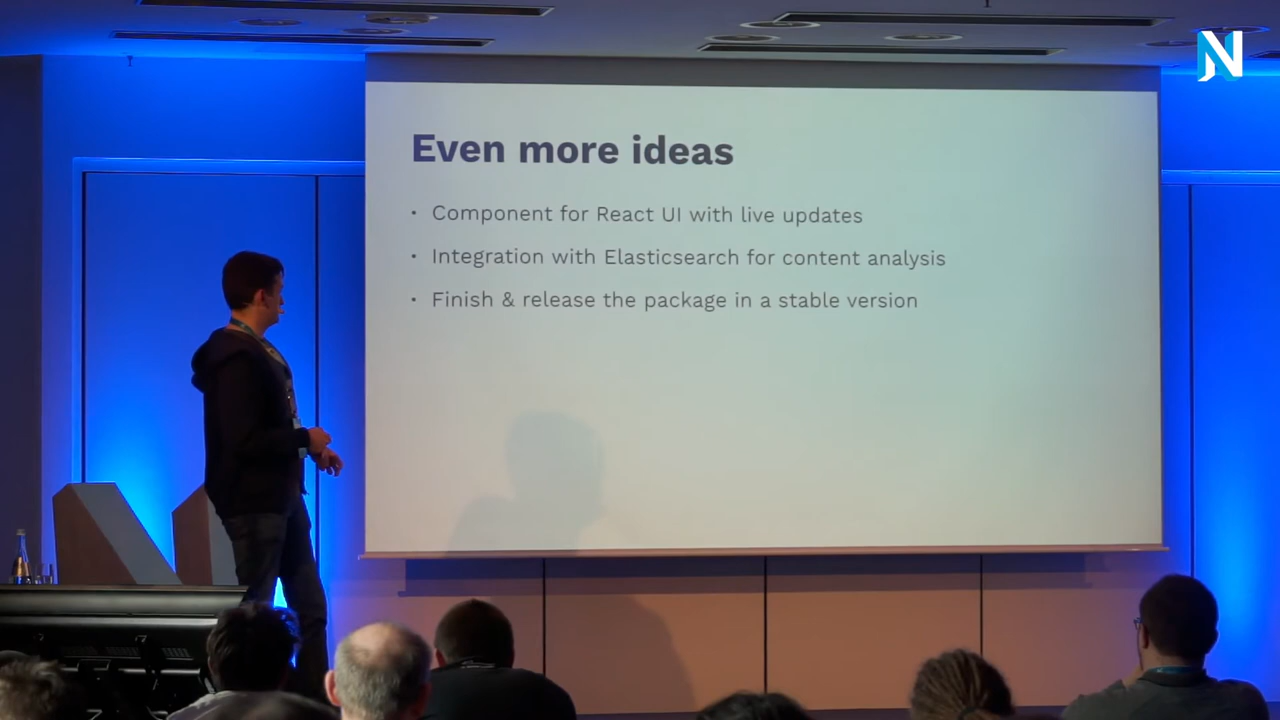 Even more ideas
• Component for React UI with live updates
• Integration with Elasticsearch for content analysis
• Finish & release the package in a stable version
N